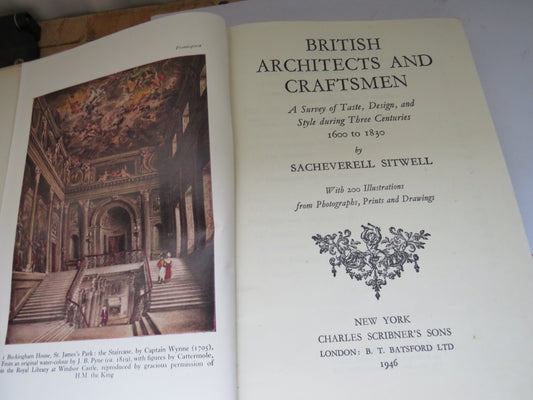 Frontispiece
1 Buckingham House, St. James's Park: the Staircase, by Captain Wynne (1705),
From an original water-colour by J. B. Pyne (ca. 1819), with figures by Cattermole,
in the Royal Library at Windsor Castle, reproduced by gracious permission of
H.M. the King
BRITISH
ARCHITECTS AND
CRAFTSMEN
A Survey of Taste, Design, and
Style during Three Centuries
1600 to 1830
by
SACHEVERELL SITWELL
With 200 Illustrations
from Photographs, Prints and Drawings
NEW YORK
CHARLES SCRIBNER'S SONS
LONDON: B. T. BATSFORD LTD
1946